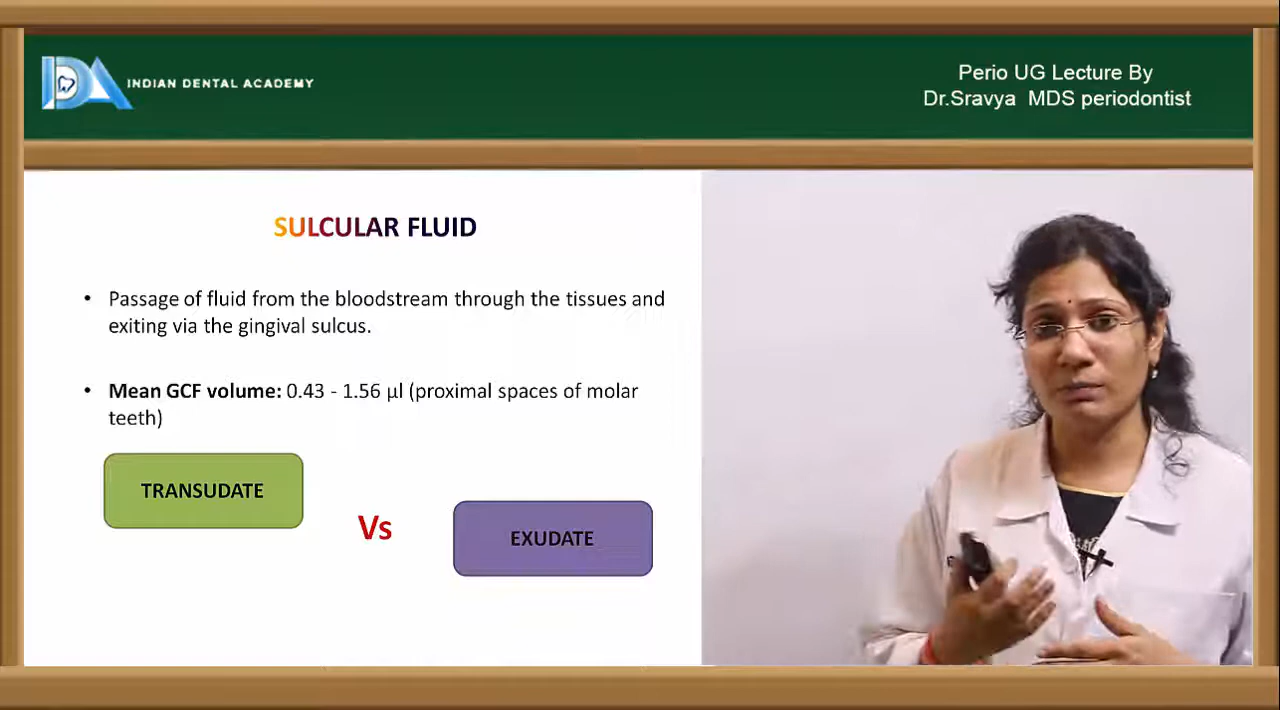 INDIAN DENTAL ACADEMY
Perio UG Lecture By
Dr.Sravya MDS periodontist
SULCULAR FLUID
• Passage of fluid from the bloodstream through the tissues and
exiting via the gingival sulcus.
• Mean GCF volume: 0.43 - 1.56 µl (proximal spaces of molar
teeth)
TRANSUDATE
Vs
EXUDATE